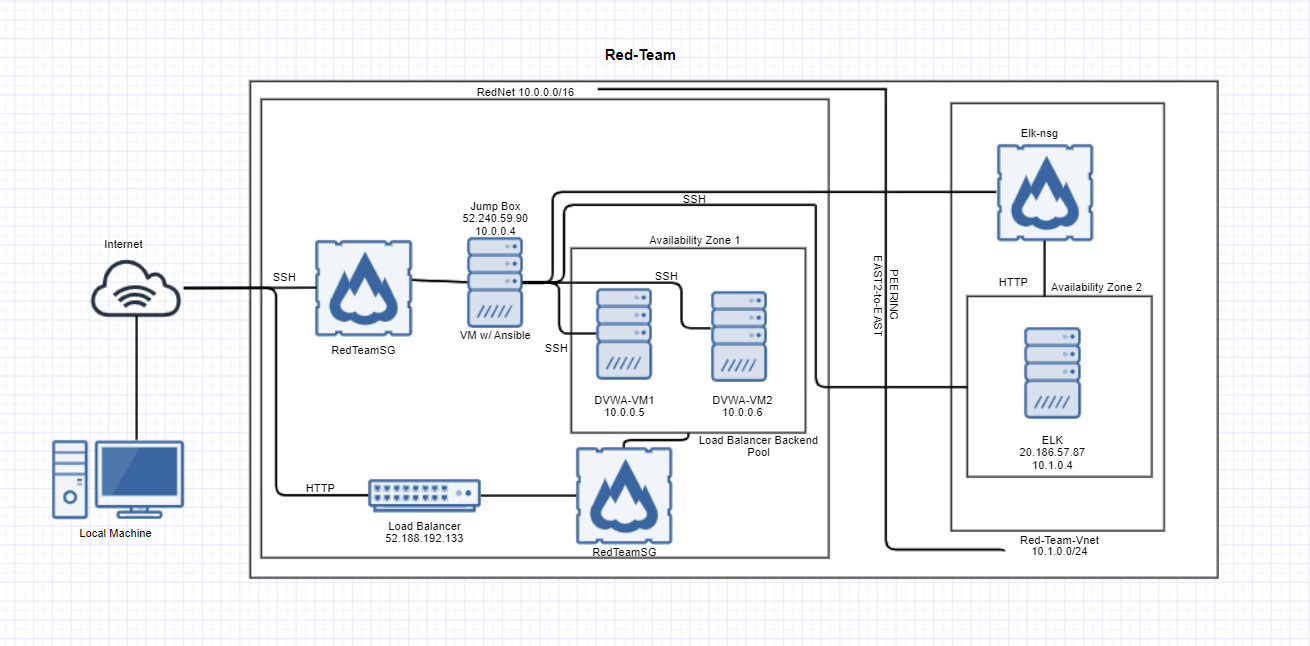 Red-Team
RedNet 10.0.0.0/16
Elk-nsg
SSH
Jump Box
52.240.59.90
10.0.0.4
Availability Zone 1
Internet
SSH
SSH
PEERING
EAST2-to-EAST
HTTP
Availability Zone 2
VM w/ Ansible
RedTeamSG
SSH
DVWA-VM1
10.0.0.5
DVWA-VM2
10.0.0.6
Load Balancer Backend
Pool
ELK
20.186.57.87
10.1.0.4
HTTP
Load Balancer
52.188.192.133
Local Machine
RedTeamSG
Red-Team-Vnet
10.1.0.0/24